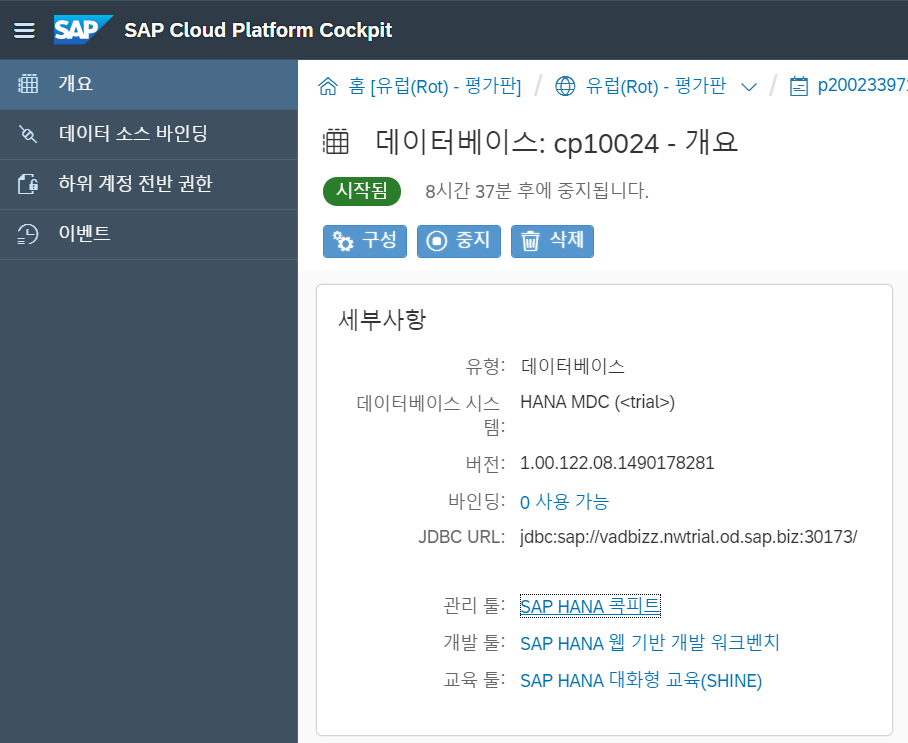 SAP SAP Cloud Platform Cockpit
개요
데이터 소스 바인딩
하위 계정 전반 권한
이벤트
홈 [유럽(Rot) - 평가판] / 유럽(Rot) - 평가판 / p20023397
데이터베이스: cp10024 - 개요
시작됨 8시간 37분 후에 중지됩니다.
구성 중지 삭제
세부사항
유형: 데이터베이스
데이터베이스 시스 HANA MDC (<trial>)
템:
버전: 1.00.122.08.1490178281
바인딩: 0 사용 가능
JDBC URL: jdbc:sap://vadbizz.nwtrial.od.sap.biz:30173/
관리 툴: SAP HANA 콕피트
개발 툴: SAP HANA 웹 기반 개발 워크벤치
교육 툴: SAP HANA 대화형 교육(SHINE)